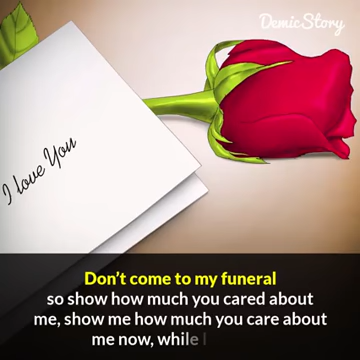 DemicStory
I love You
Don't come to my funeral
so show how much you cared about
me, show me how much you care about
me now, while